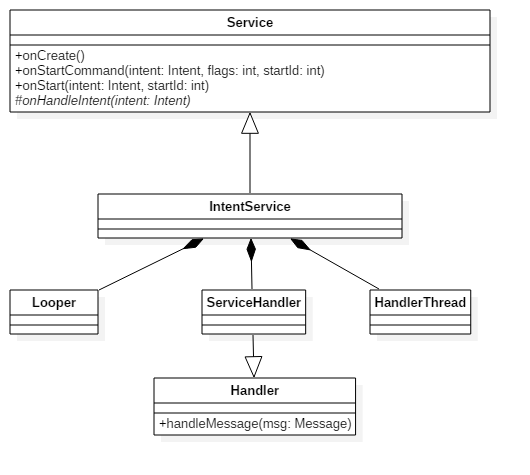 Service
+onCreate()
+onStartCommand(intent: Intent, flags: int, startId: int)
+onStart(intent: Intent, startId: int)
#onHandleIntent(intent: Intent)
IntentService
Looper
ServiceHandler
HandlerThread
Handler
+handleMessage(msg: Message)